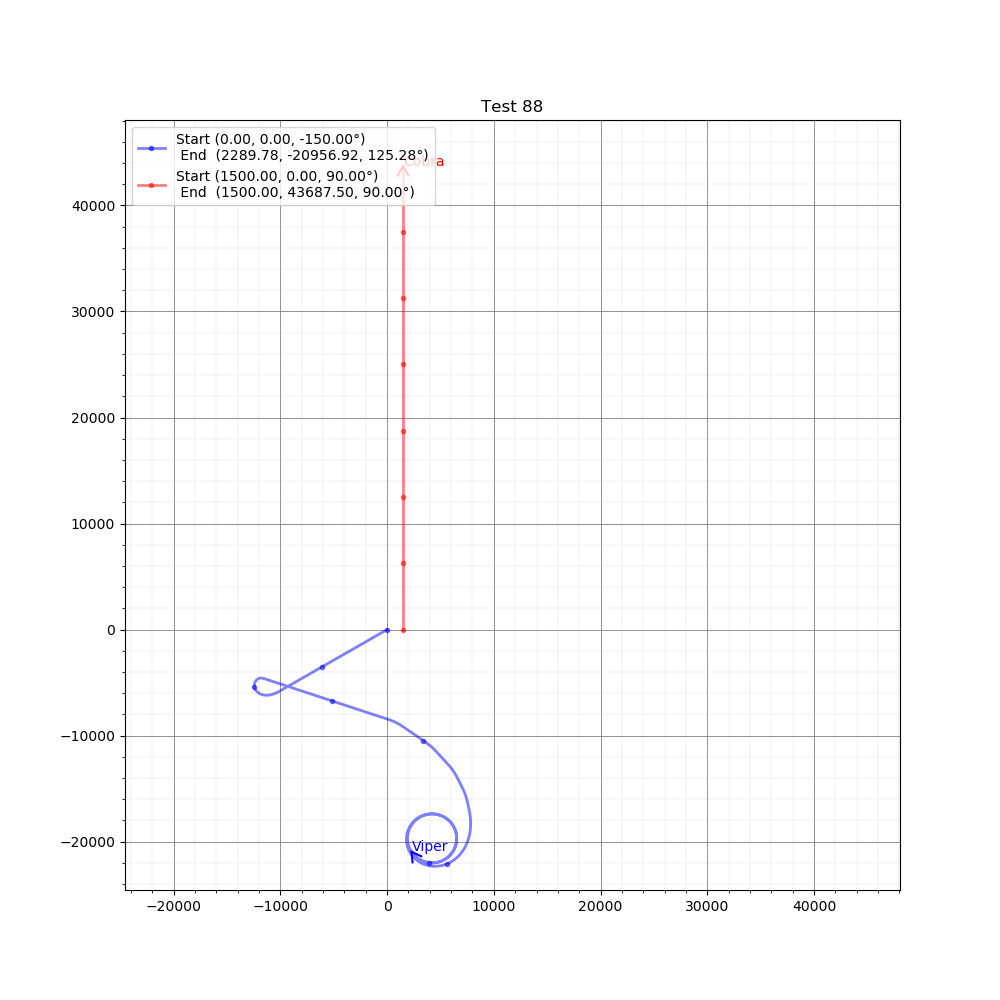 Test 88
Start (0.00, 0.00, -150.00°)
End  (2289.78, -20956.92, 125.28°)
Start (1500.00, 0.00, 90.00°)
End  (1500.00, 43687.50, 90.00°)
Cobra
40000
30000
20000
10000
0
−10000
−20000
Viper
−20000 −10000 0 10000 20000 30000 40000